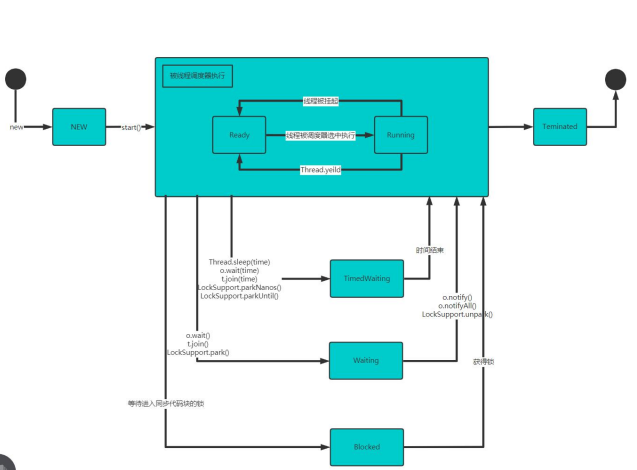 被线程调度器执行
线程被挂起
new
NEW
start()
Ready
线程被调度器选中执行
Running
Teminated
Thread.yeild
时间结束
Thread.sleep(time)
o.wait(time)
t.join(time)
LockSupport.parkNanos()
LockSupport.parkUntil()
TimedWaiting
o.notify()
o.notifyAll()
LockSupport.unpark()
o.wait()
t.join()
LockSupport.park()
Waiting
获得锁
等待进入同步代码块的锁
Blocked